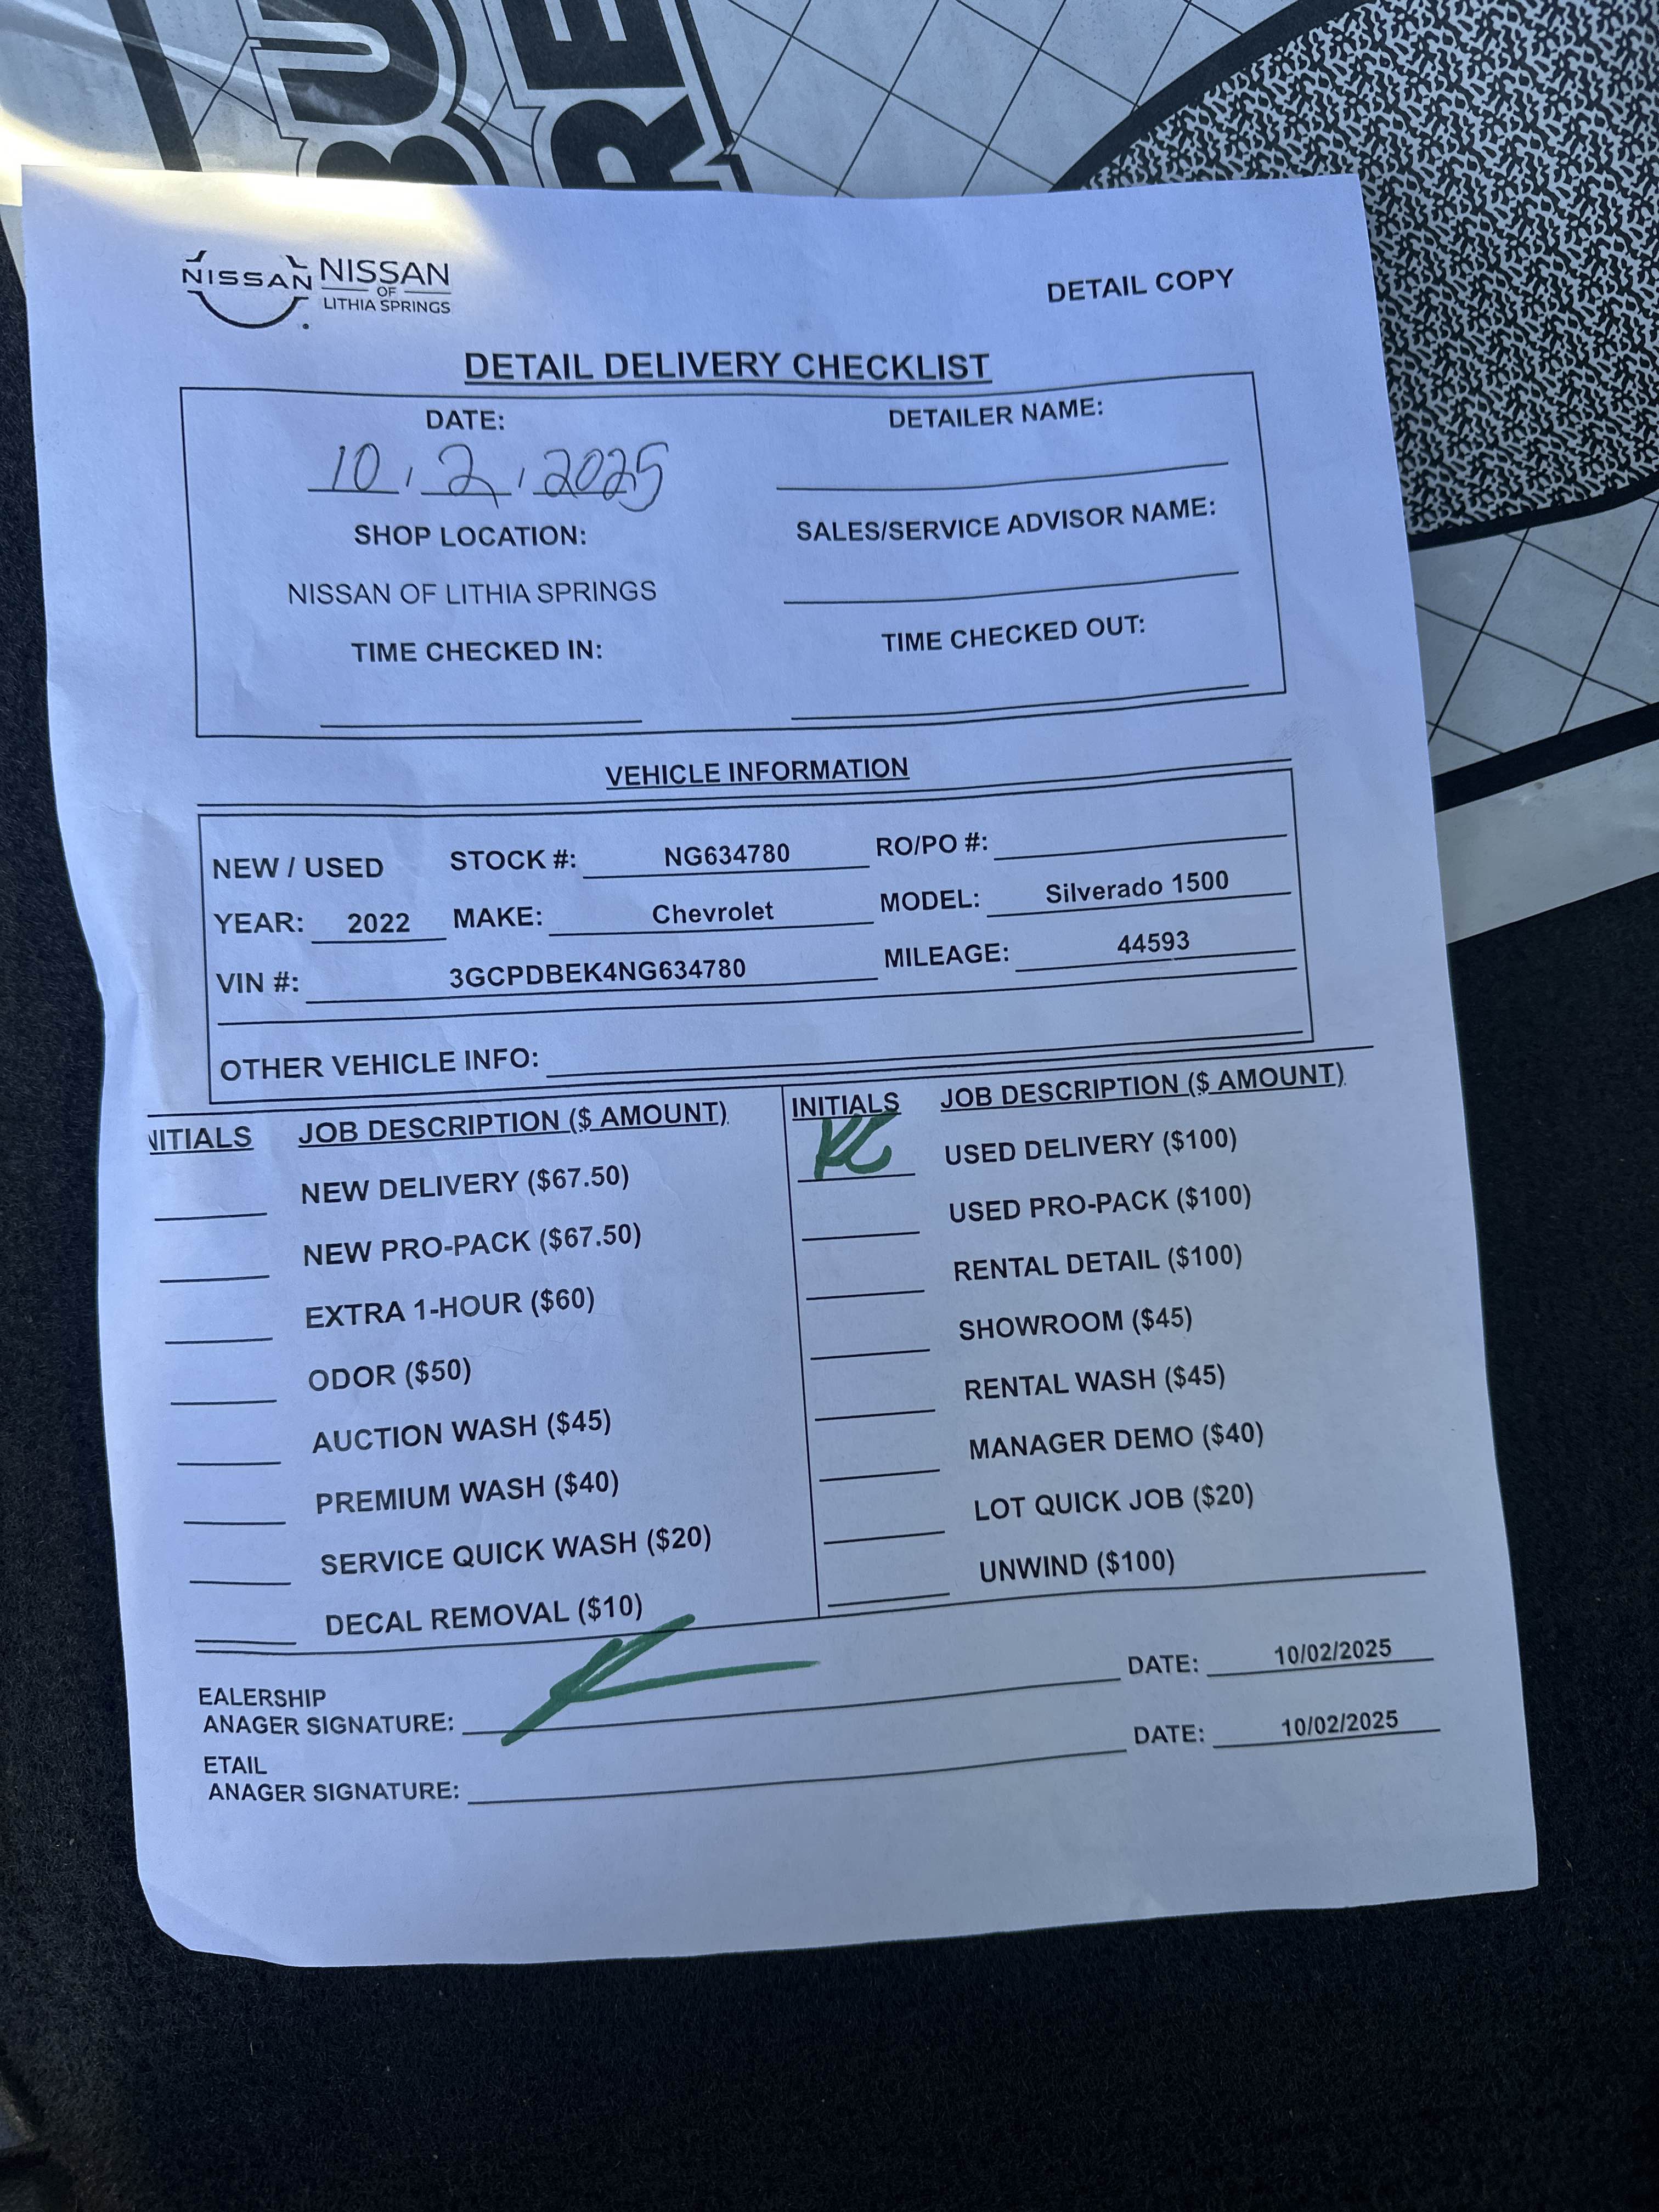 BU
RE
NISSAN NISSAN
OF
LITHIA SPRINGS
DETAIL COPY
DETAIL DELIVERY CHECKLIST
DATE: DETAILER NAME:
10, 2, 2025
SHOP LOCATION: SALES/SERVICE ADVISOR NAME:
NISSAN OF LITHIA SPRINGS
TIME CHECKED IN: TIME CHECKED OUT:
VEHICLE INFORMATION
NEW / USED STOCK #: NG634780 RO/PO #:
YEAR: 2022 MAKE: Chevrolet MODEL: Silverado 1500
VIN #: 3GCPDBEK4NG634780 MILEAGE: 44593
OTHER VEHICLE INFO:
NITIALS JOB DESCRIPTION ($ AMOUNT)
NEW DELIVERY ($67.50)
NEW PRO-PACK ($67.50)
EXTRA 1-HOUR ($60)
ODOR ($50)
AUCTION WASH ($45)
PREMIUM WASH ($40)
SERVICE QUICK WASH ($20)
DECAL REMOVAL ($10)
INITIALS JOB DESCRIPTION ($ AMOUNT)
KC USED DELIVERY ($100)
USED PRO-PACK ($100)
RENTAL DETAIL ($100)
SHOWROOM ($45)
RENTAL WASH ($45)
MANAGER DEMO ($40)
LOT QUICK JOB ($20)
UNWIND ($100)
EALERSHIP
ANAGER SIGNATURE: DATE: 10/02/2025
ETAIL
ANAGER SIGNATURE: DATE: 10/02/2025